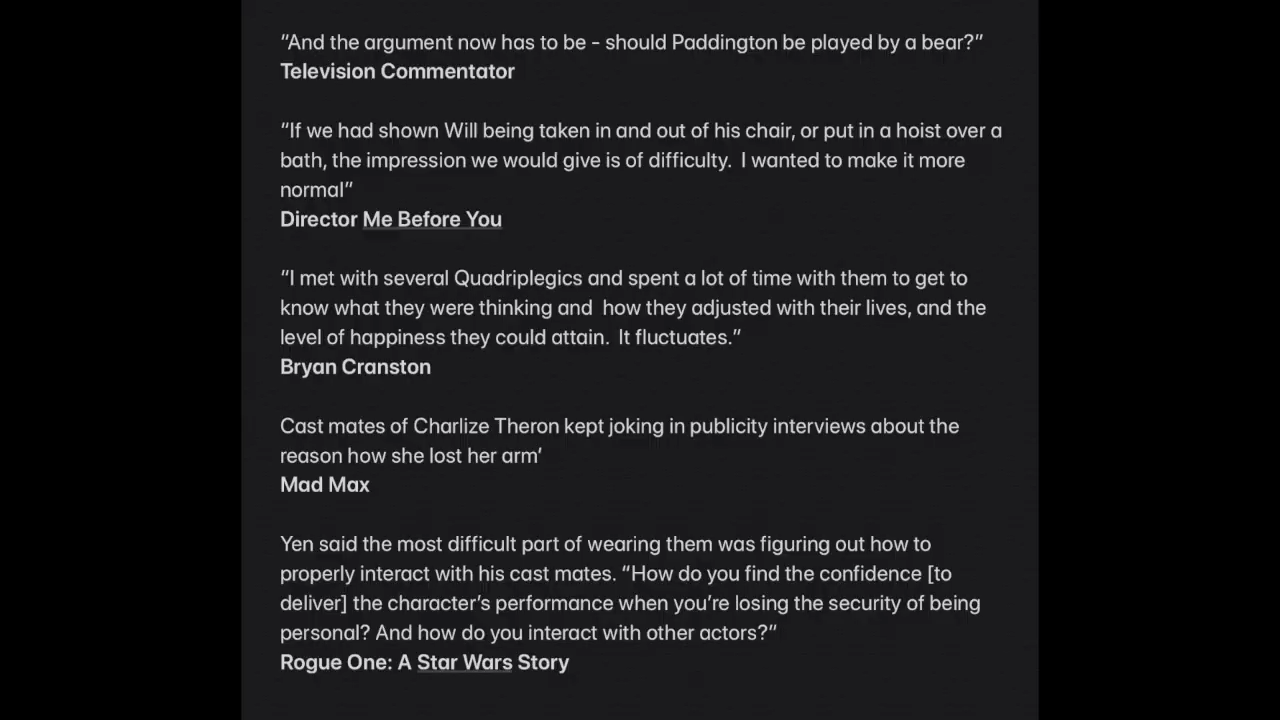 “And the argument now has to be - should Paddington be played by a bear?”
Television Commentator
“If we had shown Will being taken in and out of his chair, or put in a hoist over a
bath, the impression we would give is of difficulty.  I wanted to make it more
normal”
Director Me Before You
“I met with several Quadriplegics and spent a lot of time with them to get to
know what they were thinking and  how they adjusted with their lives, and the
level of happiness they could attain.  It fluctuates.”
Bryan Cranston
Cast mates of Charlize Theron kept joking in publicity interviews about the
reason how she lost her arm’
Mad Max
Yen said the most difficult part of wearing them was figuring out how to
properly interact with his cast mates. “How do you find the confidence [to
deliver] the character’s performance when you’re losing the security of being
personal? And how do you interact with other actors?”
Rogue One: A Star Wars Story